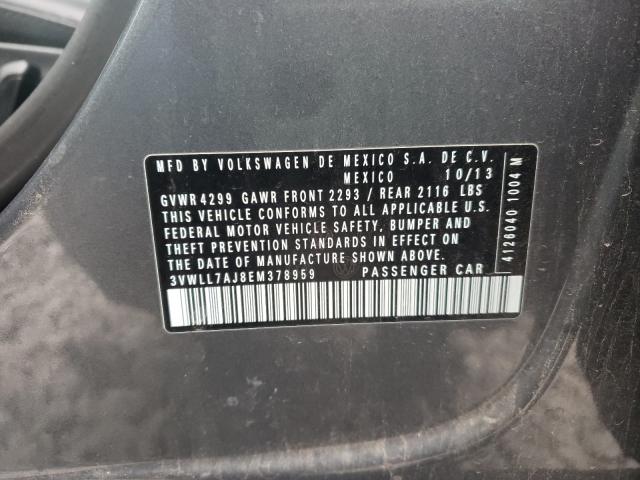 MFD BY VOLKSWAGEN DE MEXICO S.A. DE C.V.
MEXICO 10/13
GVWR 4299 GAWR FRONT 2293 / REAR 2116 LBS
THIS VEHICLE CONFORMS TO ALL APPLICABLE U.S.
FEDERAL MOTOR VEHICLE SAFETY, BUMPER AND
THEFT PREVENTION STANDARDS IN EFFECT ON
THE DATE OF MANUFACTURE SHOWN ABOVE.
3VWLL7AJ8EM378959 PASSENGER CAR
4126040 1004 M